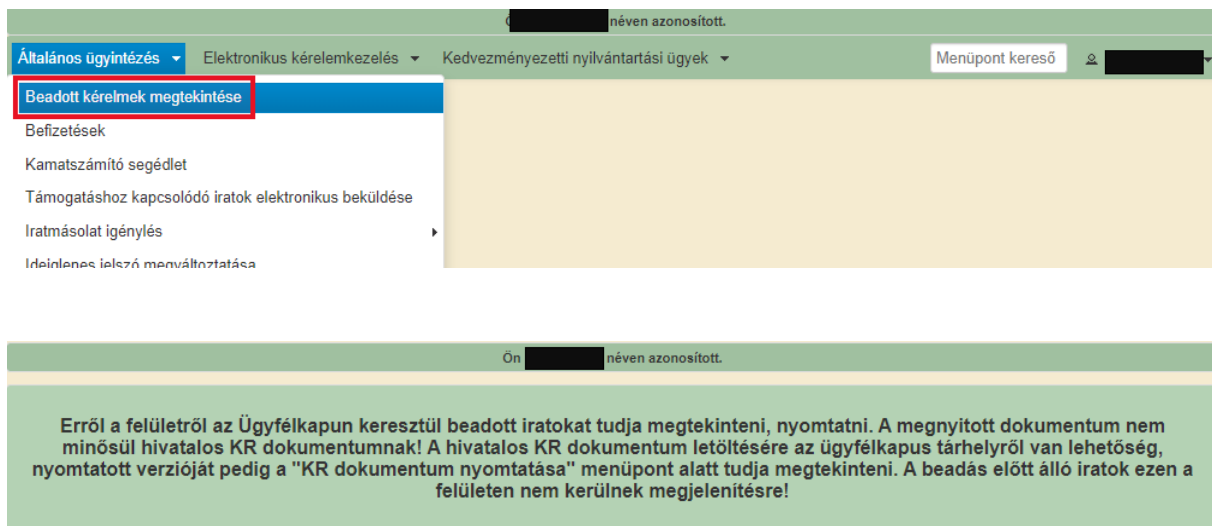 néven azonosított.
Általános ügyintézés Elektronikus kérelemkezelés Kedvezményezetti nyilvántartási ügyek Menüpont kereső
Beadott kérelmek megtekintése
Befizetések
Kamatszámító segédlet
Támogatáshoz kapcsolódó iratok elektronikus beküldése
Iratmásolat igénylés
Ideiglenes jelszó megváltoztatása
Ön néven azonosított.
Erről a felületről az Ügyfélkapun keresztül beadott iratokat tudja megtekinteni, nyomtatni. A megnyitott dokumentum nem
minősül hivatalos KR dokumentumnak! A hivatalos KR dokumentum letöltésére az ügyfélkapus tárhelyről van lehetőség,
nyomtatott verzióját pedig a "KR dokumentum nyomtatása" menüpont alatt tudja megtekinteni. A beadás előtt álló iratok ezen a
felületen nem kerülnek megjelenítésre!